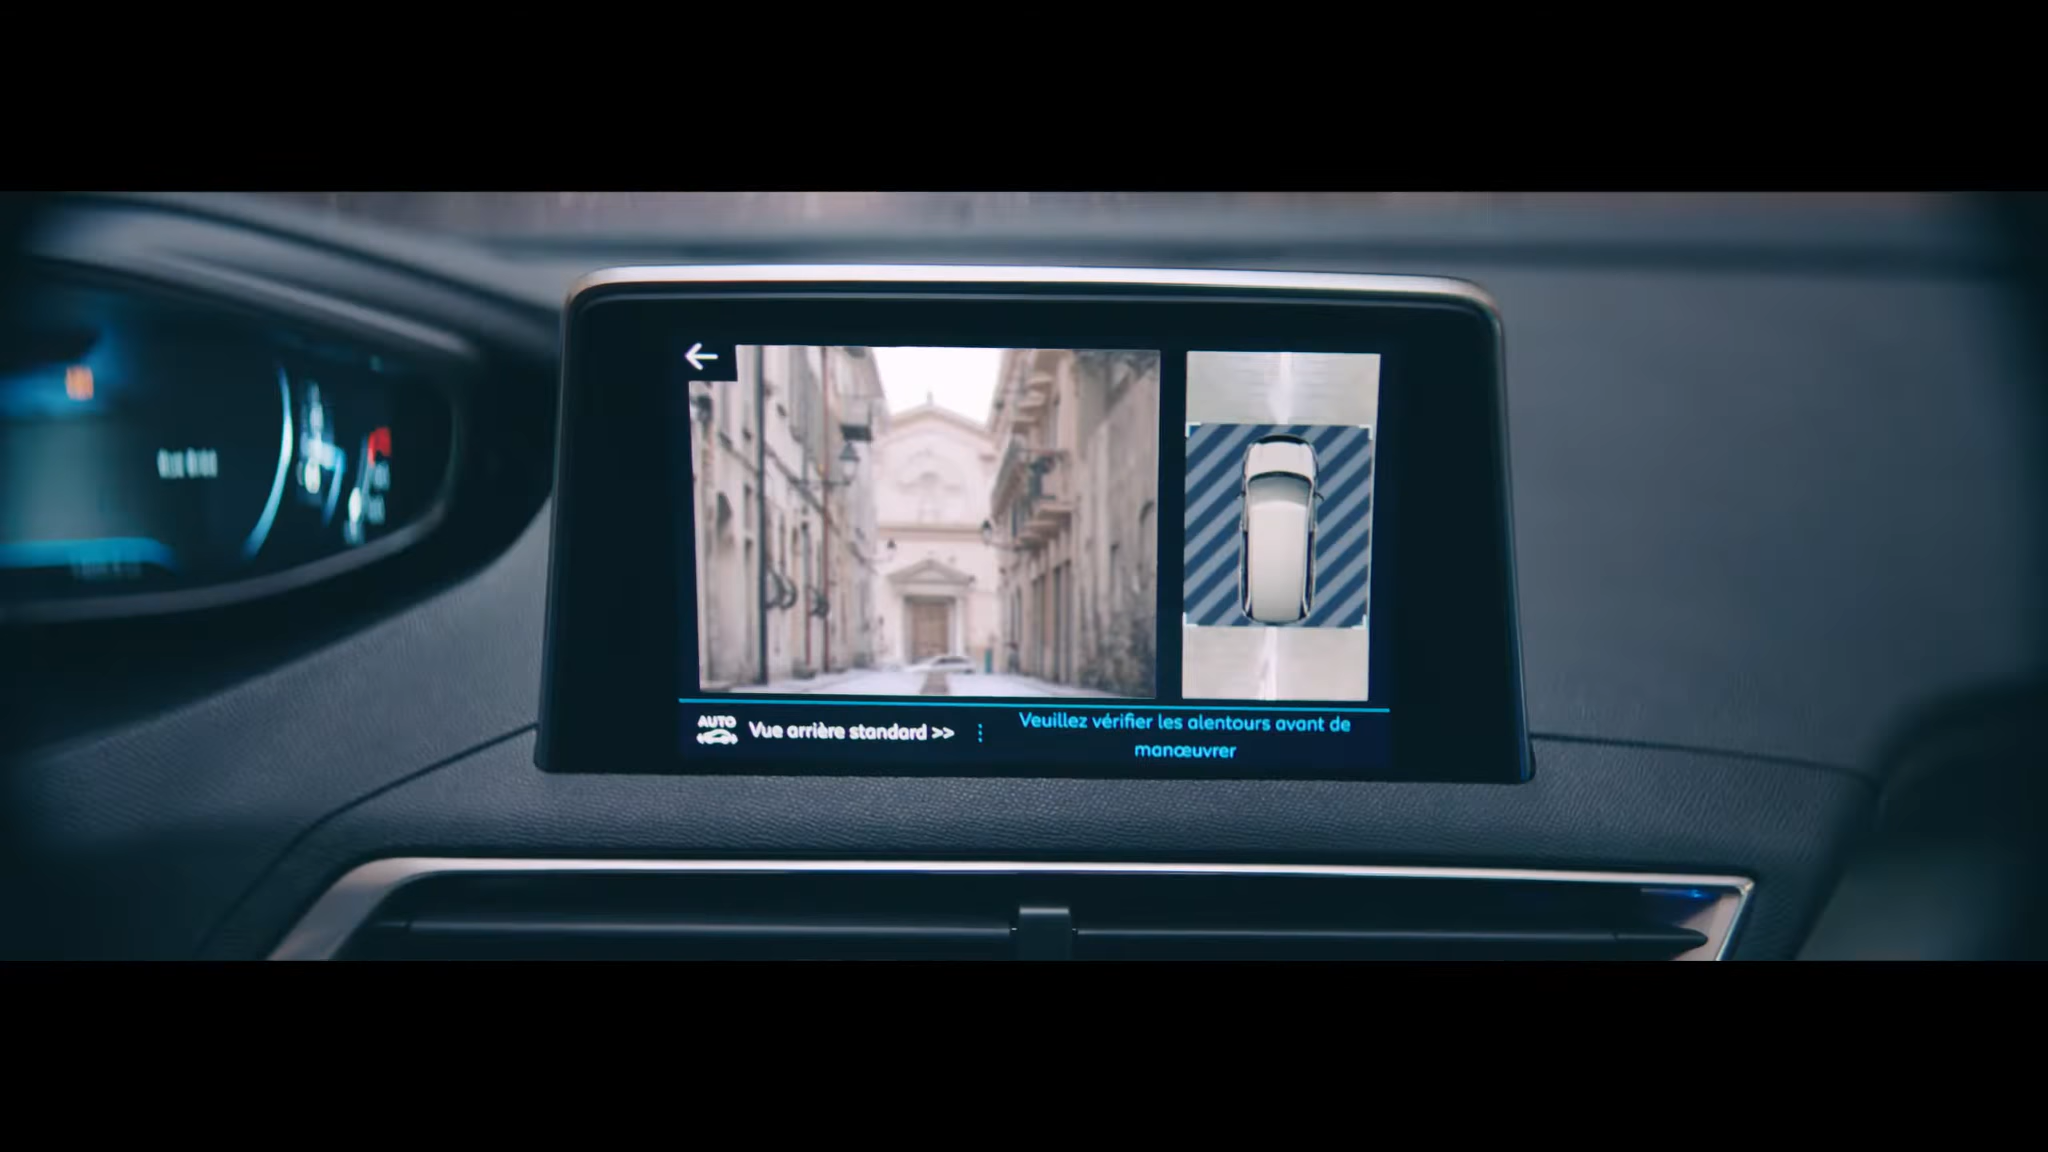 AUTO
Vue arrière standard >>
Veuillez vérifier les alentours avant de
manœuvrer